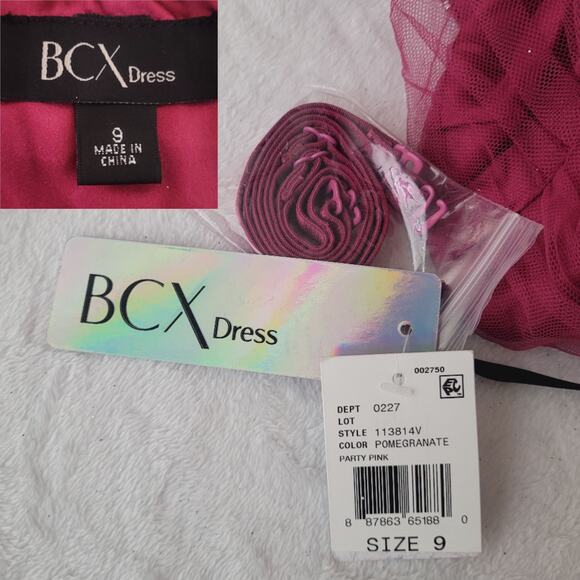 BCX Dress
9
MADE IN
CHINA
BCX Dress
002750
DEPT 0227
LOT
STYLE 113814V
COLOR POMEGRANATE
PARTY PINK
8 87863 65188 0
SIZE 9